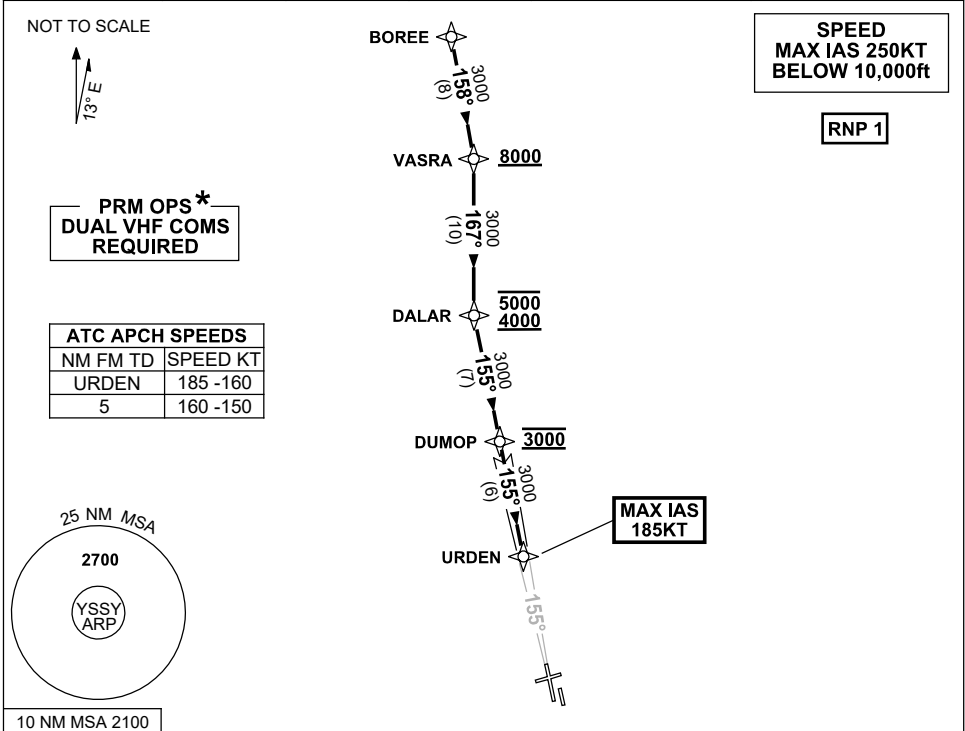 NOT TO SCALE
13° E
SPEED
MAX IAS 250KT
BELOW 10,000ft
RNP 1
PRM OPS*
DUAL VHF COMS
REQUIRED
ATC APCH SPEEDS
NM FM TD SPEED KT
URDEN 185 -160
5 160 -150
BOREE
3000
158°
(8)
VASRA 8000
3000
167°
(10)
DALAR 5000
4000
3000
155°
(7)
DUMOP 3000
3000
155°
(6)
MAX IAS
185KT
URDEN
155°
25 NM MSA
2700
YSSY
ARP
10 NM MSA 2100